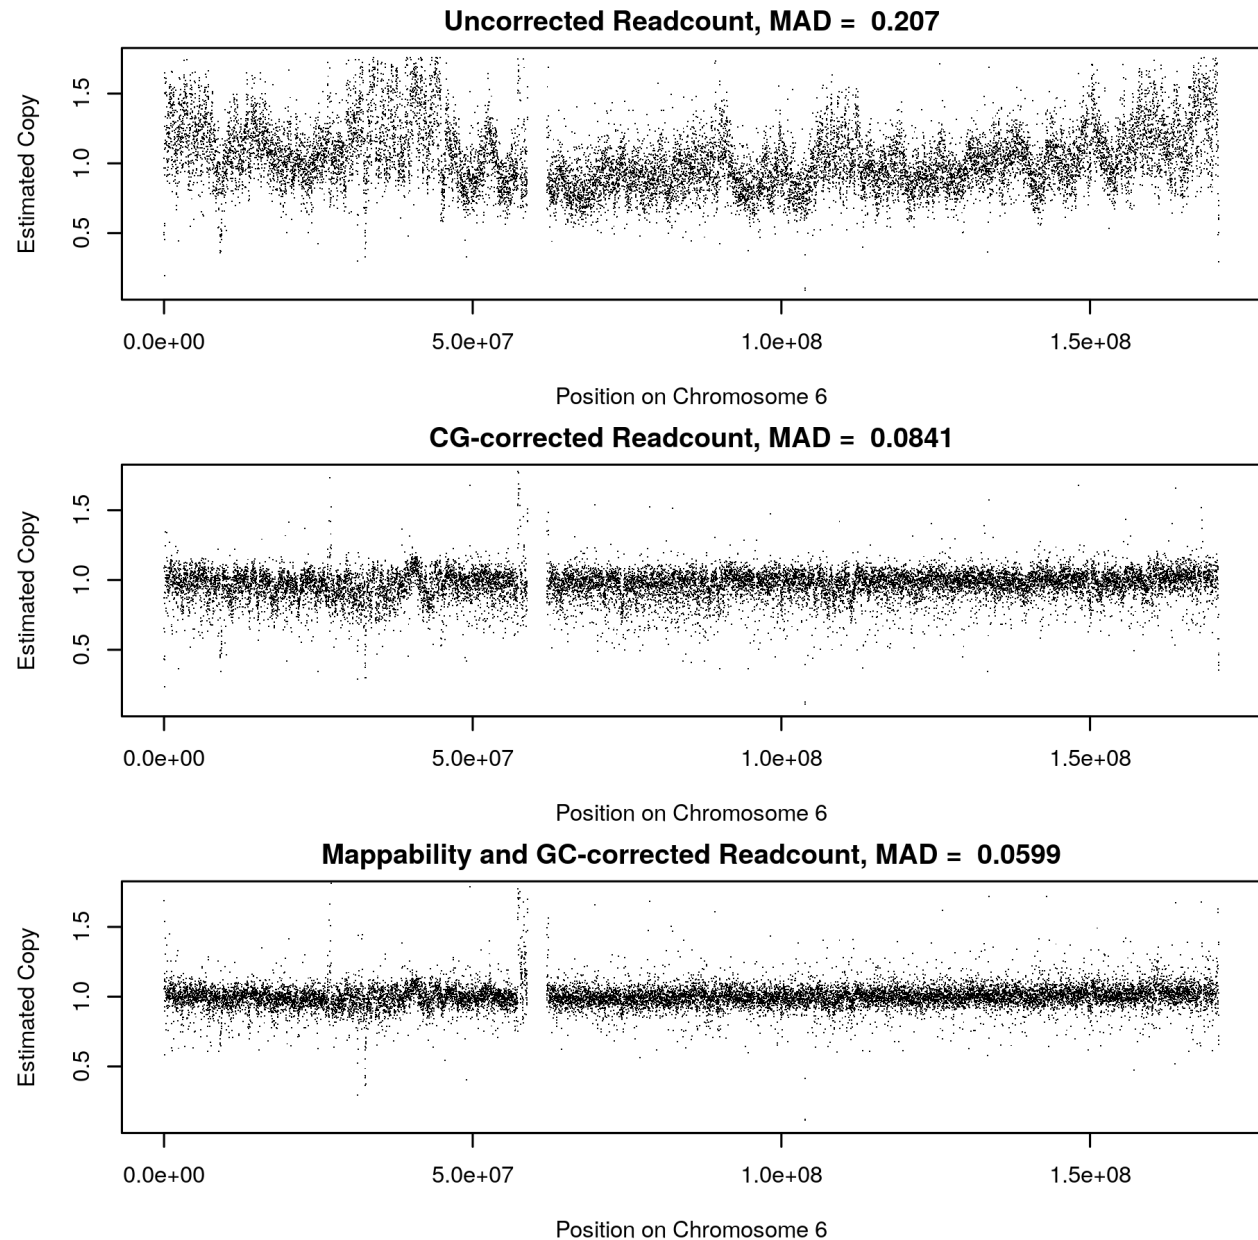 Uncorrected Readcount, MAD =  0.207
Estimated Copy
1.5
1.0
0.5
0.0e+00 5.0e+07 1.0e+08 1.5e+08
Position on Chromosome 6
CG-corrected Readcount, MAD =  0.0841
Estimated Copy
1.5
1.0
0.5
0.0e+00 5.0e+07 1.0e+08 1.5e+08
Position on Chromosome 6
Mappability and GC-corrected Readcount, MAD =  0.0599
Estimated Copy
1.5
1.0
0.5
0.0e+00 5.0e+07 1.0e+08 1.5e+08
Position on Chromosome 6